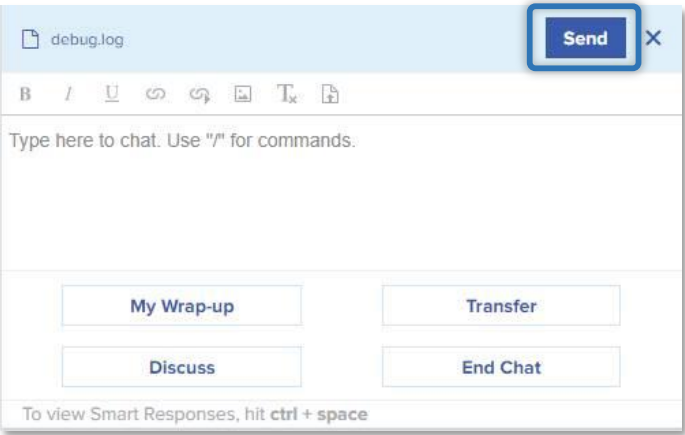 debug.log Send
B I U Tx
Type here to chat. Use "/" for commands.
My Wrap-up Transfer
Discuss End Chat
To view Smart Responses, hit ctrl + space